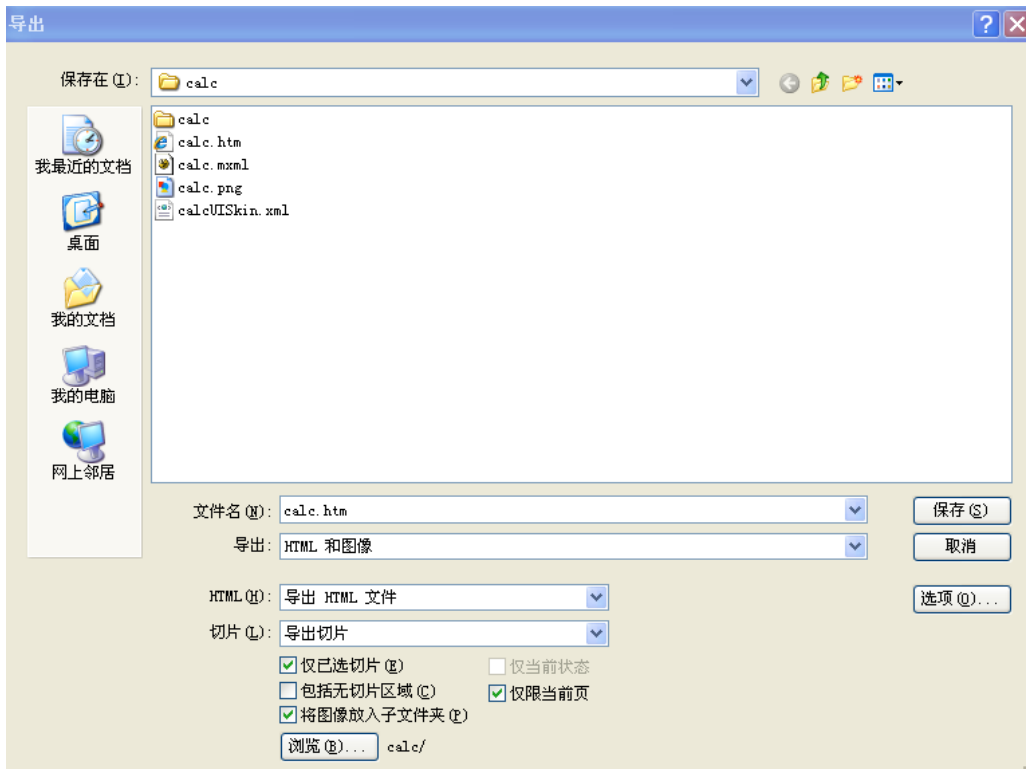 导出
保存在(I):
calc
我最近的文档
桌面
我的文档
我的电脑
网上邻居
calc
calc.htm
calc.mxml
calc.png
calcUISkin.xml
文件名(N):
calc.htm
保存(S)
导出:
HTML 和图像
取消
HTML(H):
导出 HTML 文件
选项(O)...
切片(L):
导出切片
仅已选切片(E)
仅当前状态
包括无切片区域(C)
仅限当前页
将图像放入子文件夹(P)
浏览(B)...
calc/